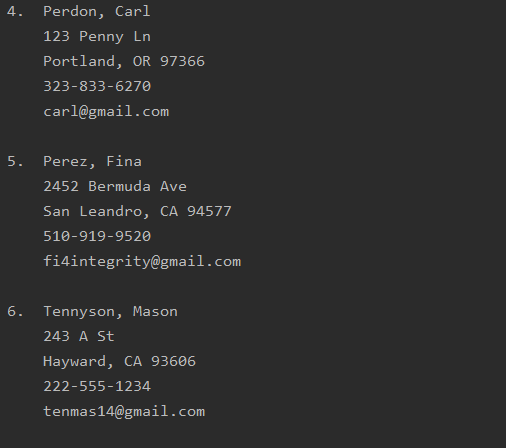 4.  Perdon, Carl
123 Penny Ln
Portland, OR 97366
323-833-6270
carl@gmail.com
5.  Perez, Fina
2452 Bermuda Ave
San Leandro, CA 94577
510-919-9520
fi4integrity@gmail.com
6.  Tennyson, Mason
243 A St
Hayward, CA 93606
222-555-1234
tenmas14@gmail.com